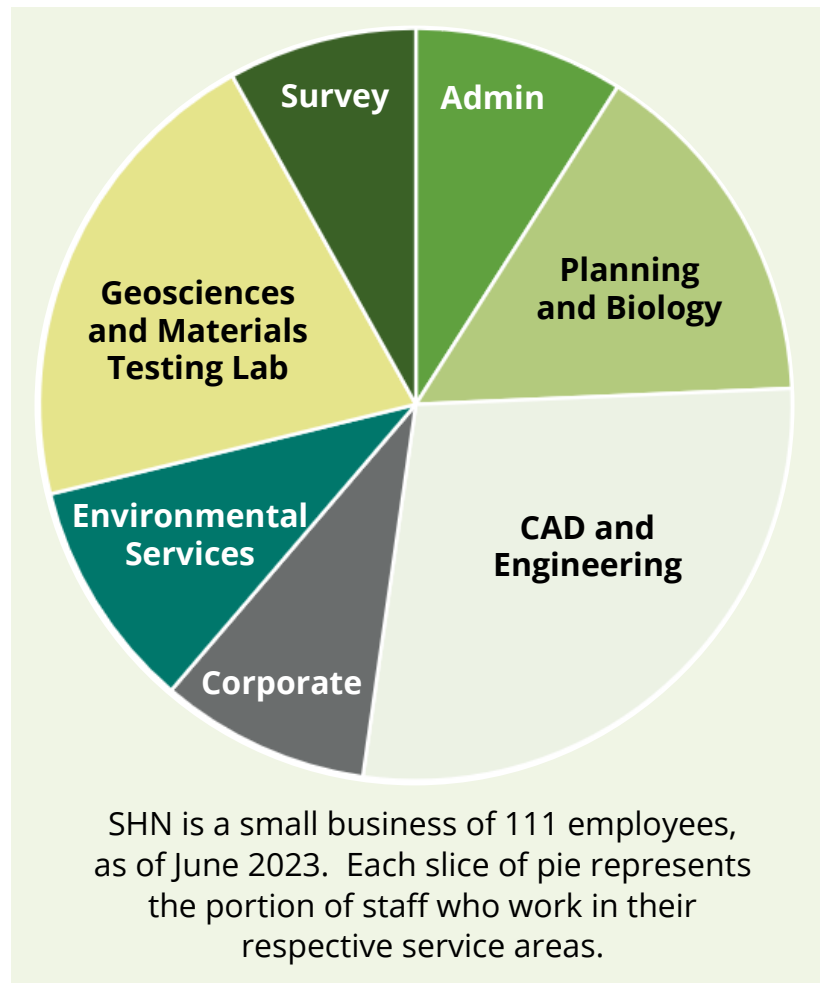 Survey
Admin
Planning
and Biology
Geosciences
and Materials
Testing Lab
Environmental
Services
CAD and
Engineering
Corporate
SHN is a small business of 111 employees,
as of June 2023.  Each slice of pie represents
the portion of staff who work in their
respective service areas.